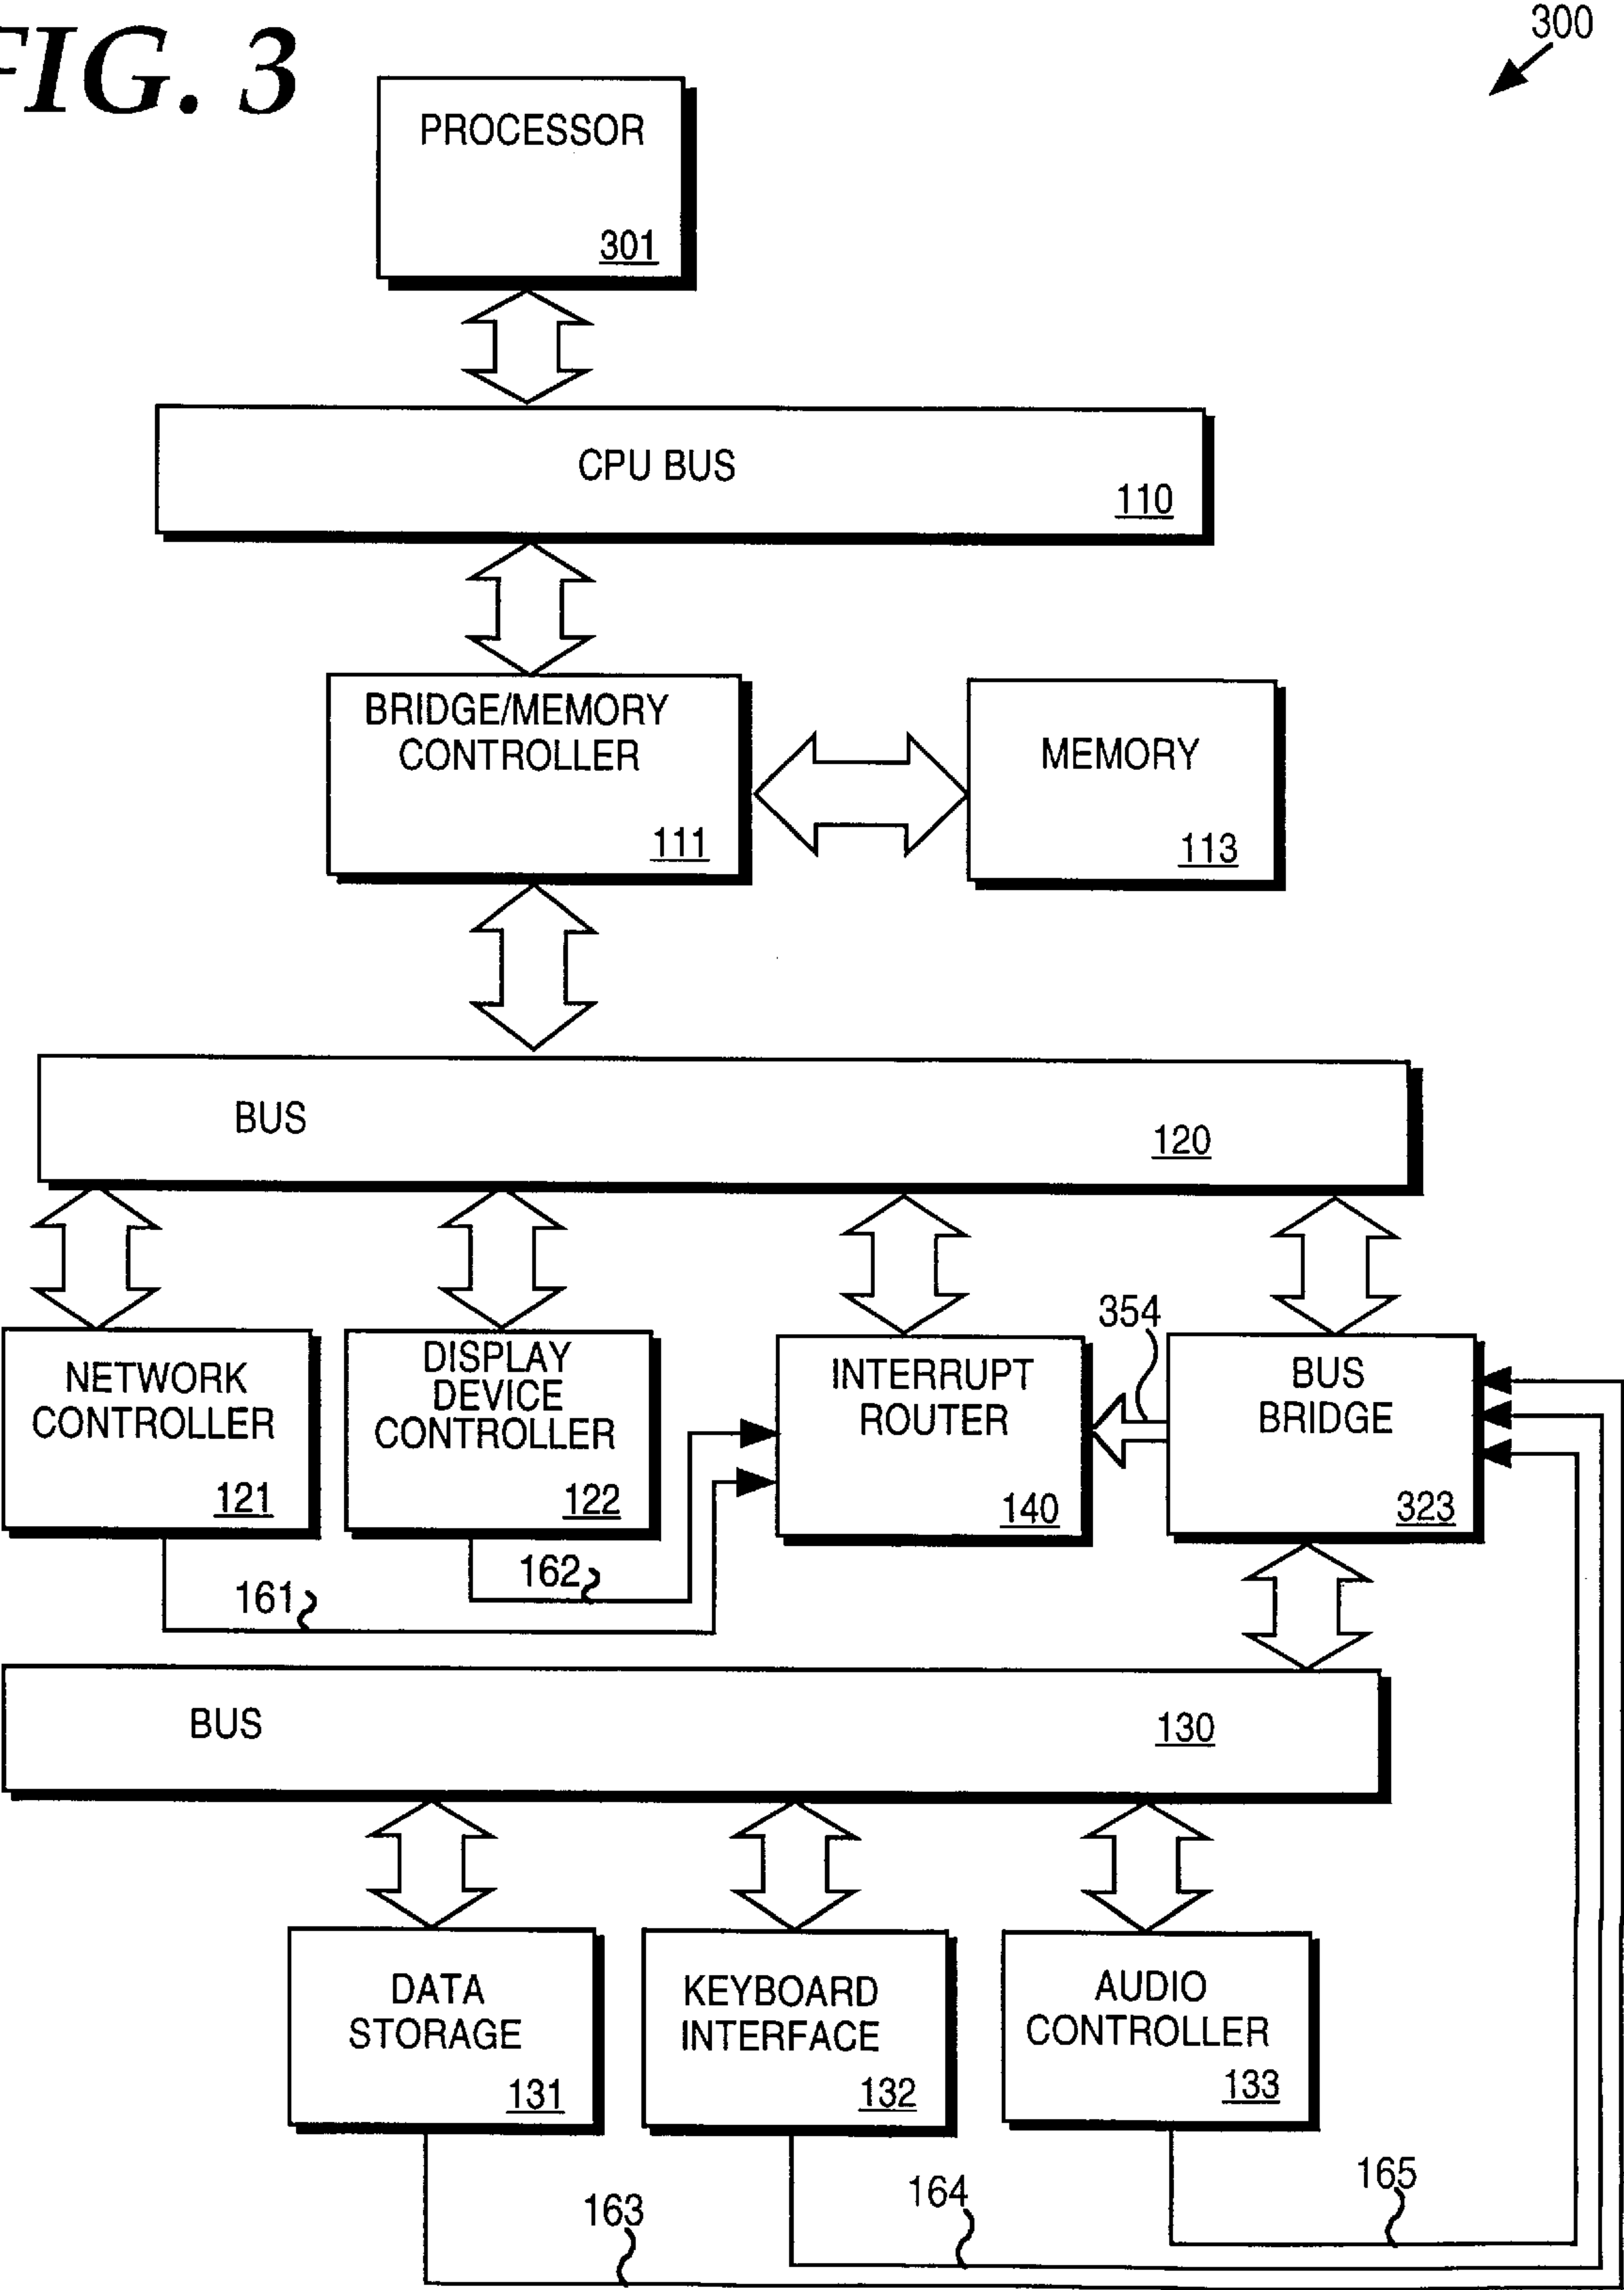 FIG. 3
300
PROCESSOR
301
CPU BUS
110
BRIDGE/MEMORY
CONTROLLER
111
MEMORY
113
BUS
120
NETWORK
CONTROLLER
121
DISPLAY
DEVICE
CONTROLLER
122
INTERRUPT
ROUTER
140
354
BUS
BRIDGE
323
161
162
BUS
130
DATA
STORAGE
131
KEYBOARD
INTERFACE
132
AUDIO
CONTROLLER
133
163
164
165